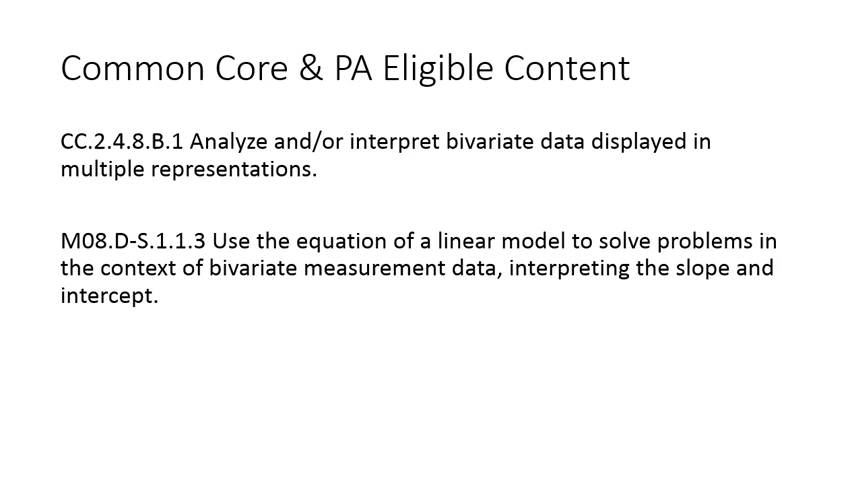 Common Core & PA Eligible Content
CC.2.4.8.B.1 Analyze and/or interpret bivariate data displayed in
multiple representations.
M08.D-S.1.1.3 Use the equation of a linear model to solve problems in
the context of bivariate measurement data, interpreting the slope and
intercept.